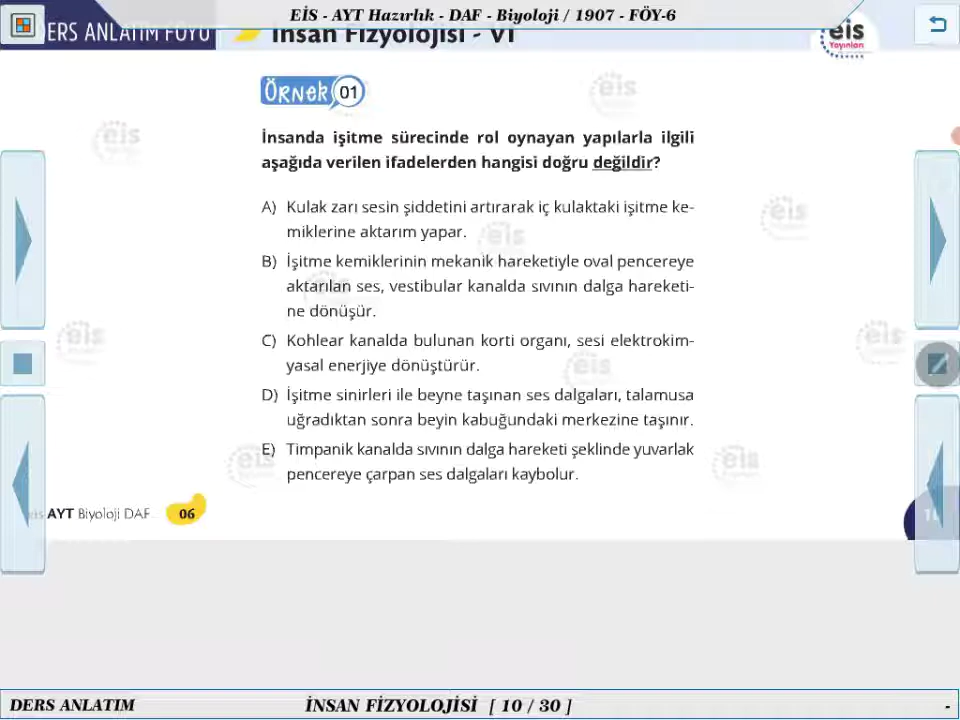 EİS - AYT Hazırlık - DAF - Biyoloji / 1907 - FÖY-6
DERS ANLATIM FÖYÜ
İnsan Fizyolojisi - VI
eis
Yayınları
ÖRNEK 01
İnsanda işitme sürecinde rol oynayan yapılarla ilgili
aşağıda verilen ifadelerden hangisi doğru değildir?
A) Kulak zarı sesin şiddetini artırarak iç kulaktaki işitme ke-
miklerine aktarım yapar.
B) İşitme kemiklerinin mekanik hareketiyle oval pencereye
aktarılan ses, vestibular kanalda sıvının dalga hareketi-
ne dönüşür.
C) Kohlear kanalda bulunan korti organı, sesi elektrokim-
yasal enerjiye dönüştürür.
D) İşitme sinirleri ile beyne taşınan ses dalgaları, talamusa
uğradıktan sonra beyin kabuğundaki merkezine taşınır.
E) Timpanik kanalda sıvının dalga hareketi şeklinde yuvarlak
pencereye çarpan ses dalgaları kaybolur.
eis AYT Biyoloji DAF 06
DERS ANLATIM
İNSAN FİZYOLOJİSİ [ 10 / 30 ]
-